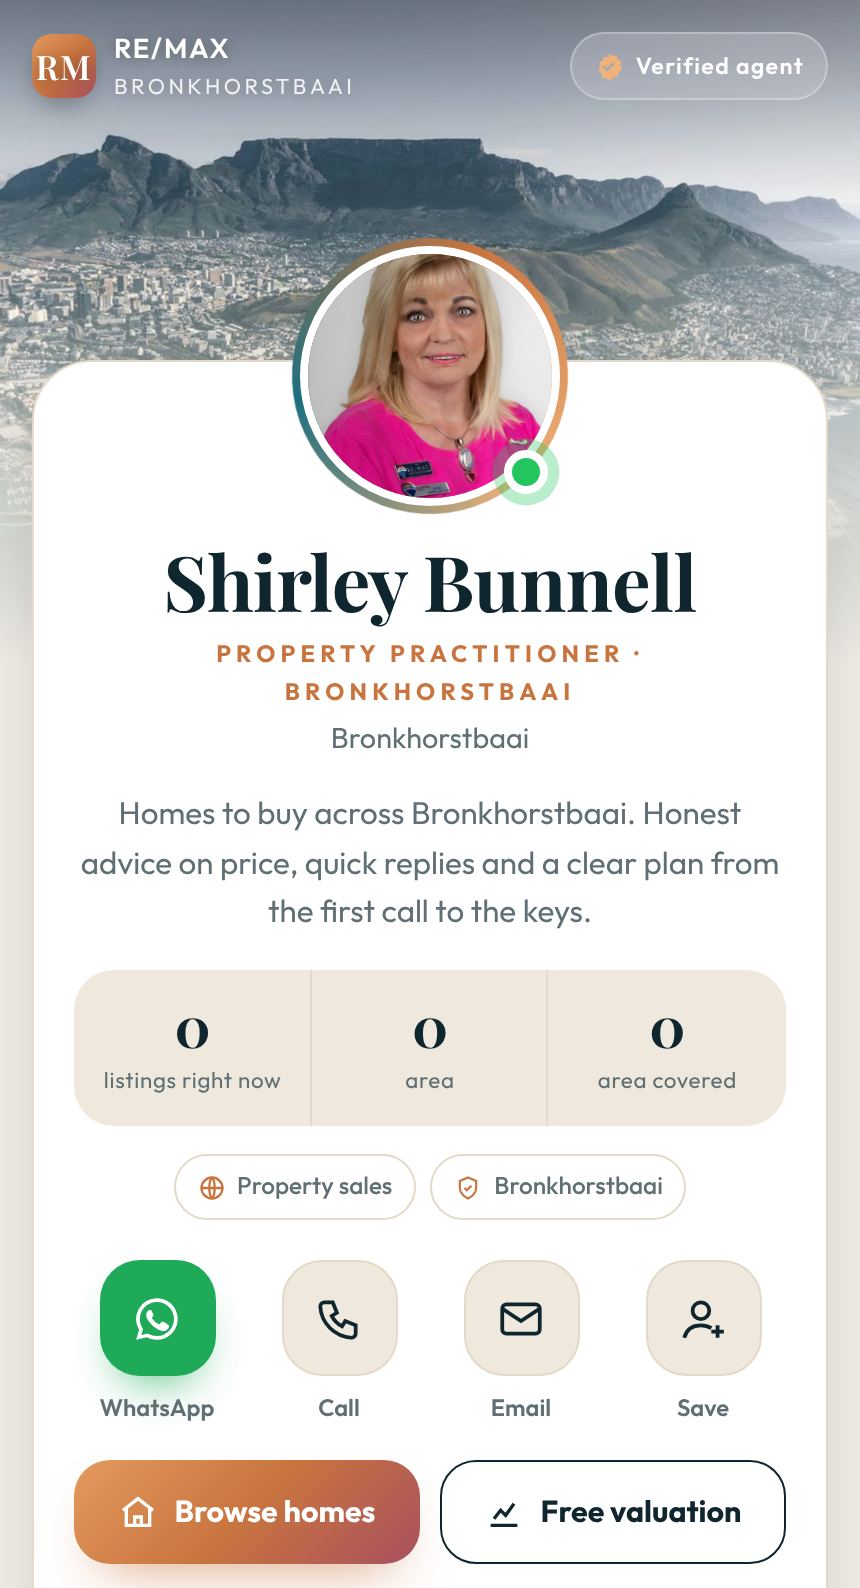 RM
RE/MAX
BRONKHORSTBAAI
Verified agent
Shirley Bunnell
PROPERTY PRACTITIONER ·
BRONKHORSTBAAI
Bronkhorstbaai
Homes to buy across Bronkhorstbaai. Honest
advice on price, quick replies and a clear plan from
the first call to the keys.
0
listings right now
0
area
0
area covered
Property sales
Bronkhorstbaai
WhatsApp
Call
Email
Save
Browse homes
Free valuation